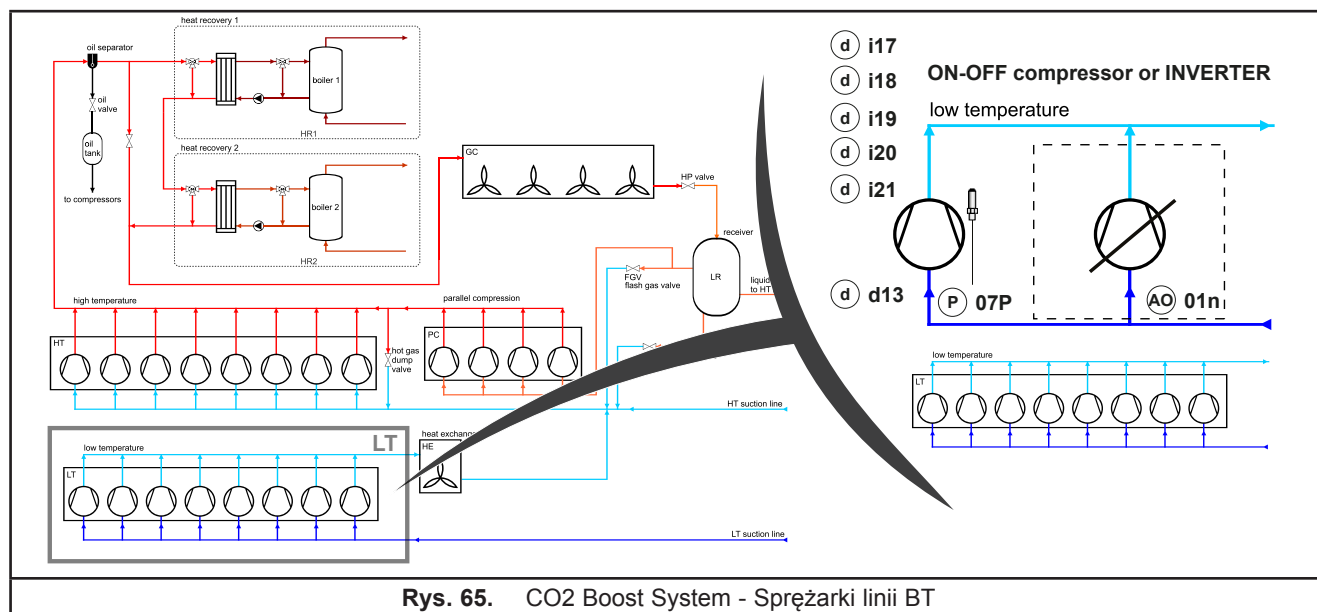 heat recovery 1
oil separator
boiler 1
oil
valve
oil
tank
to compressors
HR1
heat recovery 2
boiler 2
HR2
GC
HP valve
receiver
LR
liquid
to HT
FGV
flash gas valve
high temperature
parallel compression
HT
hot gas
dump
valve
PC
HT suction line
LT
low temperature
LT
heat exchan
HE
LT suction line
d i17
d i18
d i19
d i20
d i21
ON-OFF compressor or INVERTER
low temperature
d d13
P 07P
AO 01n
low temperature
LT
Rys. 65. CO2 Boost System - Sprężarki linii BT